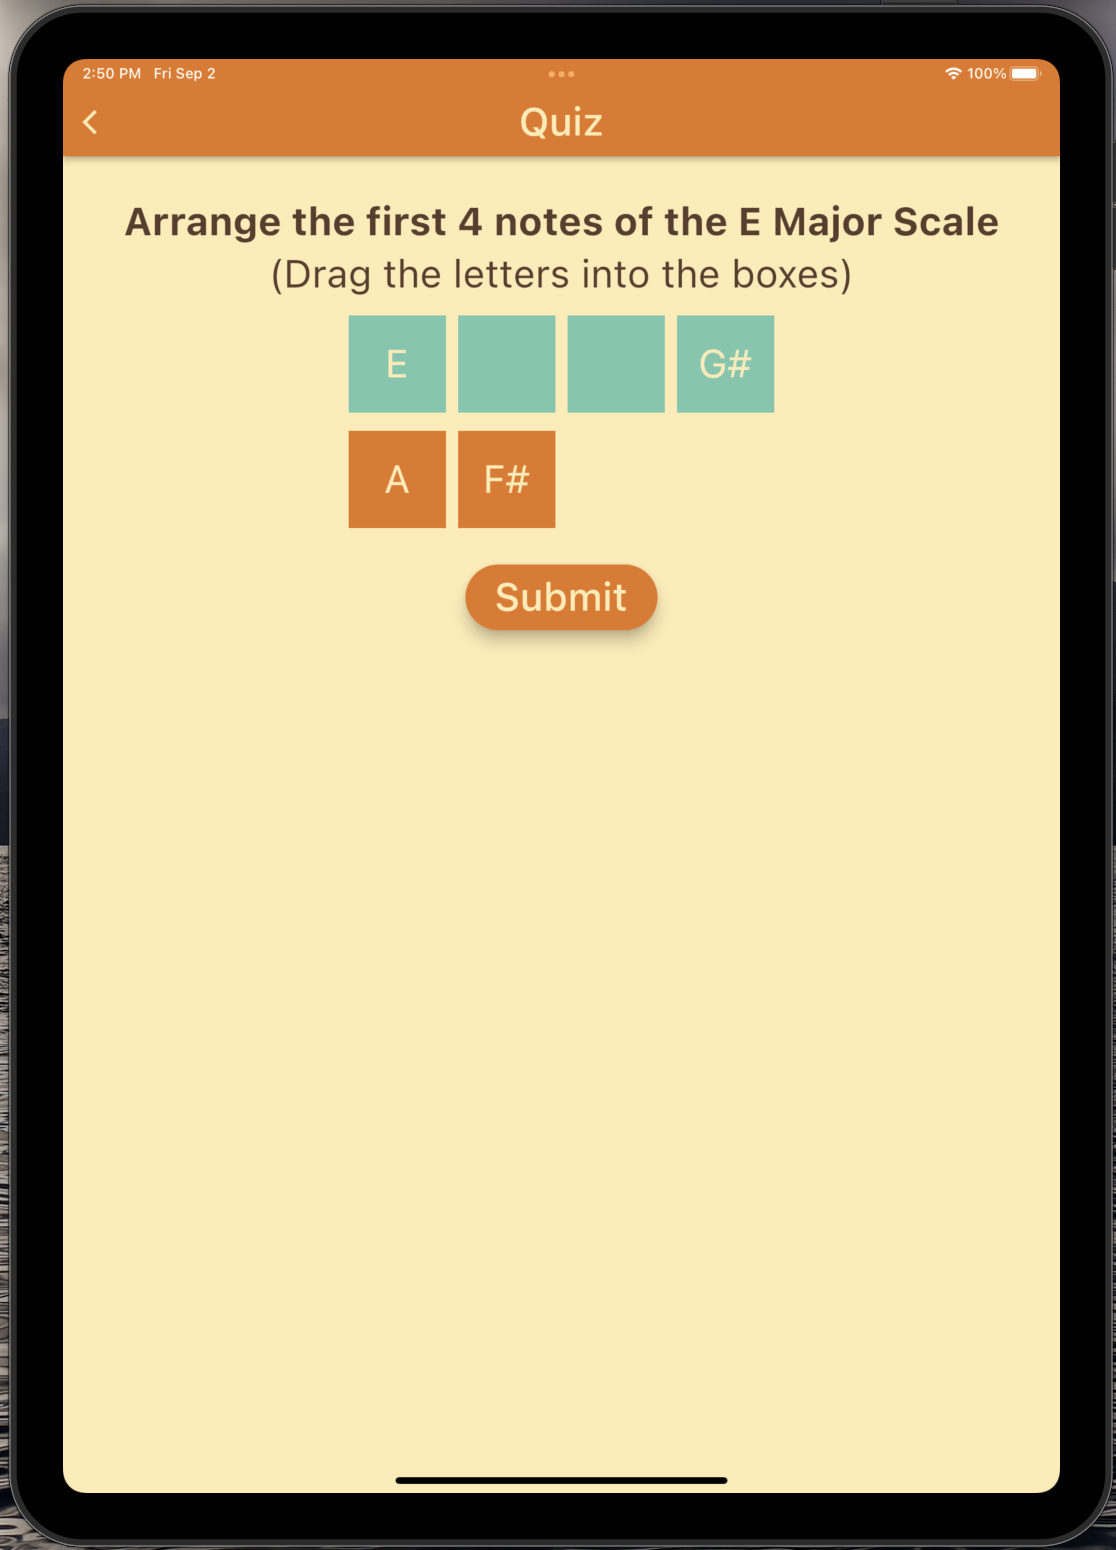 2:50 PM Fri Sep 2
100%
Quiz
Arrange the first 4 notes of the E Major Scale
(Drag the letters into the boxes)
E G#
A F#
Submit